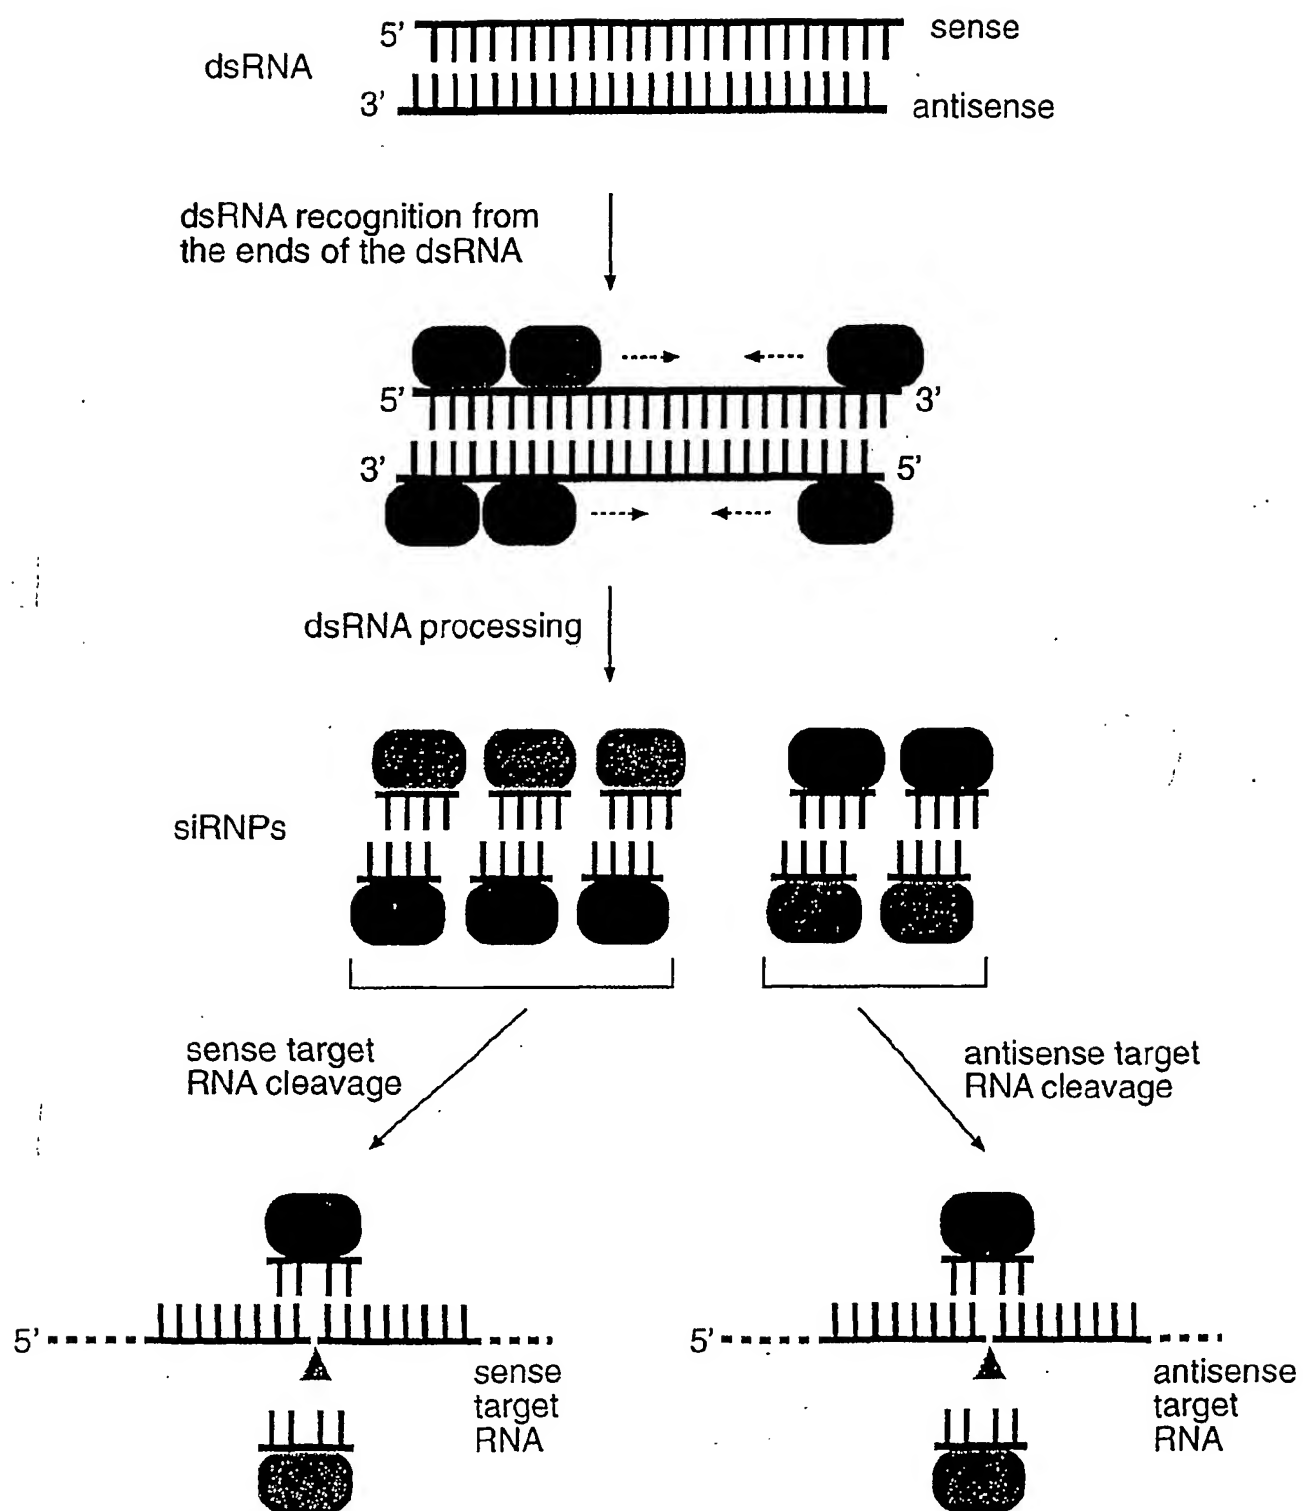 5' sense
dsRNA
3' antisense
dsRNA recognition from
the ends of the dsRNA
5' 3'
3' 5'
dsRNA processing
siRNPs
sense target
RNA cleavage
antisense target
RNA cleavage
5'
sense
target
RNA
5'
antisense
target
RNA